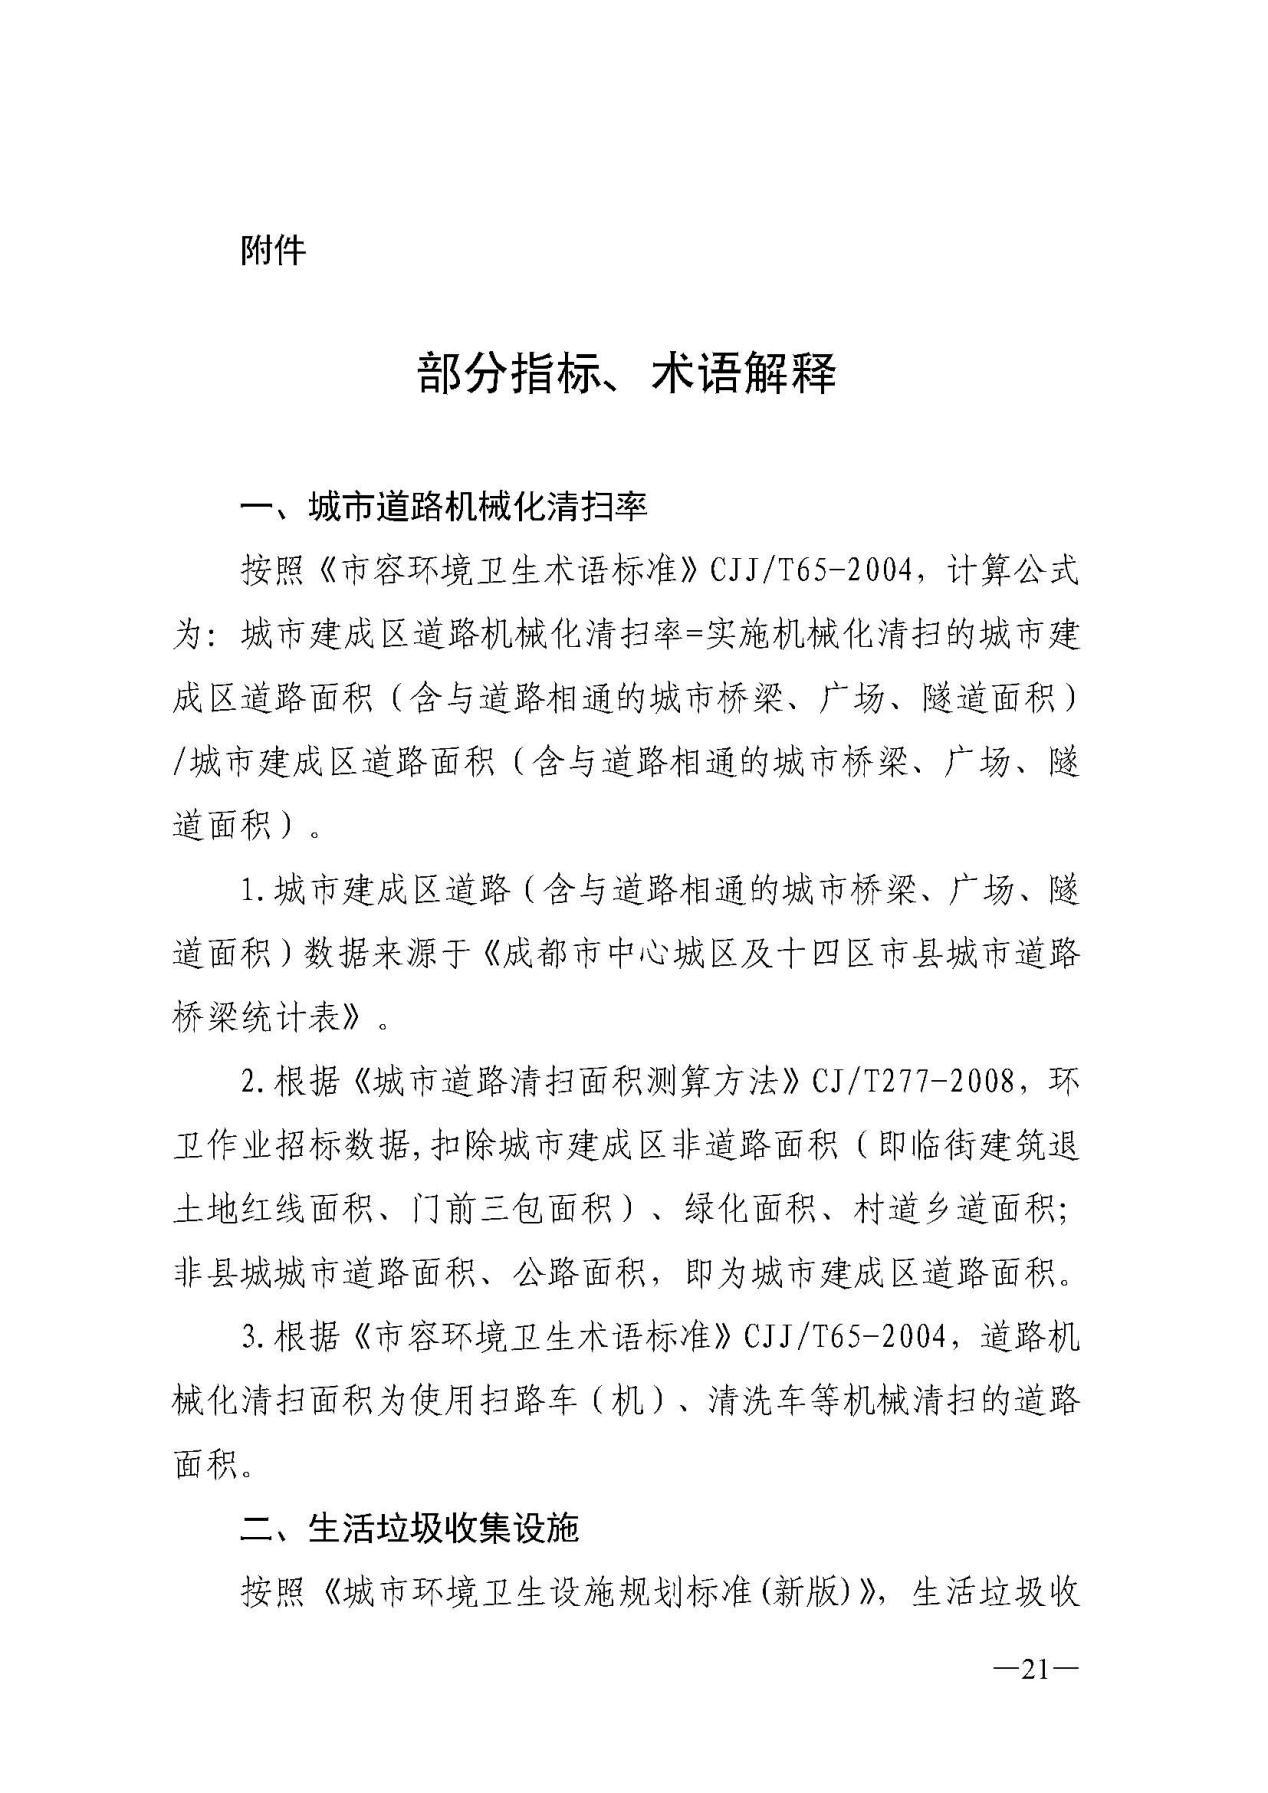 附件
部分指标、术语解释
一、城市道路机械化清扫率
按照《市容环境卫生术语标准》CJJ/T65-2004，计算公式
为：城市建成区道路机械化清扫率=实施机械化清扫的城市建
成区道路面积（含与道路相通的城市桥梁、广场、隧道面积）
/城市建成区道路面积（含与道路相通的城市桥梁、广场、隧
道面积）。
1.城市建成区道路（含与道路相通的城市桥梁、广场、隧
道面积）数据来源于《成都市中心城区及十四区市县城市道路
桥梁统计表》。
2.根据《城市道路清扫面积测算方法》CJ/T277-2008，环
卫作业招标数据,扣除城市建成区非道路面积（即临街建筑退
土地红线面积、门前三包面积）、绿化面积、村道乡道面积；
非县城城市道路面积、公路面积，即为城市建成区道路面积。
3.根据《市容环境卫生术语标准》CJJ/T65-2004，道路机
械化清扫面积为使用扫路车（机）、清洗车等机械清扫的道路
面积。
二、生活垃圾收集设施
按照《城市环境卫生设施规划标准(新版)》，生活垃圾收
—21—